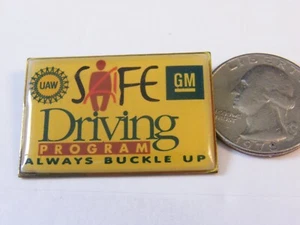 UAW
SAFE
GM
Driving
PROGRAM
ALWAYS BUCKLE UP